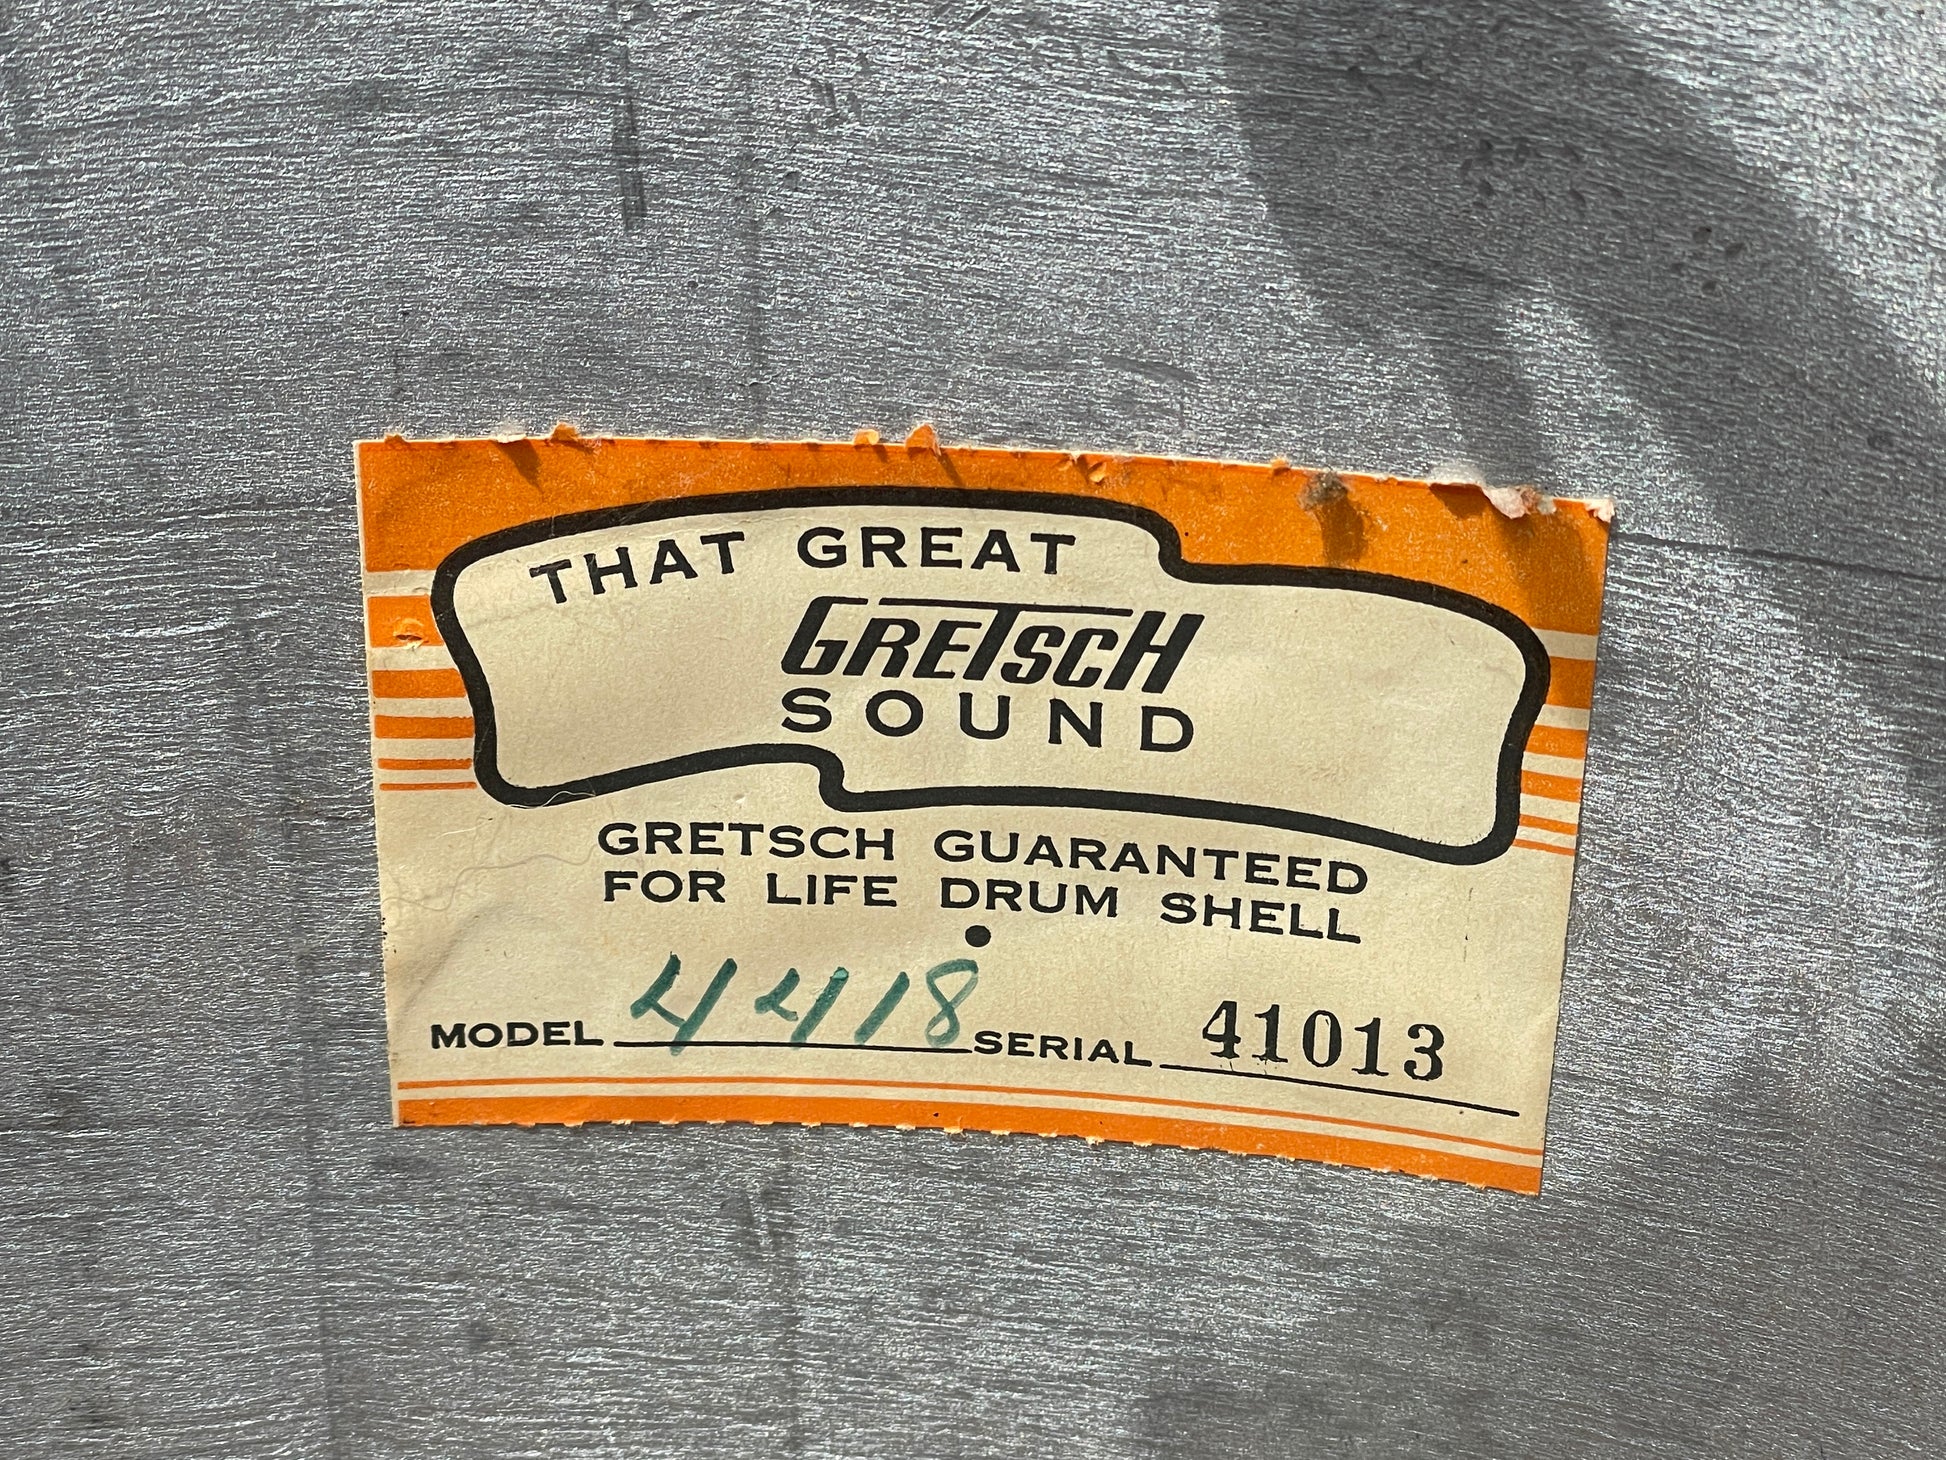 THAT GREAT
GRETSCH
SOUND
GRETSCH GUARANTEED
FOR LIFE DRUM SHELL
MODEL 4418 SERIAL 41013